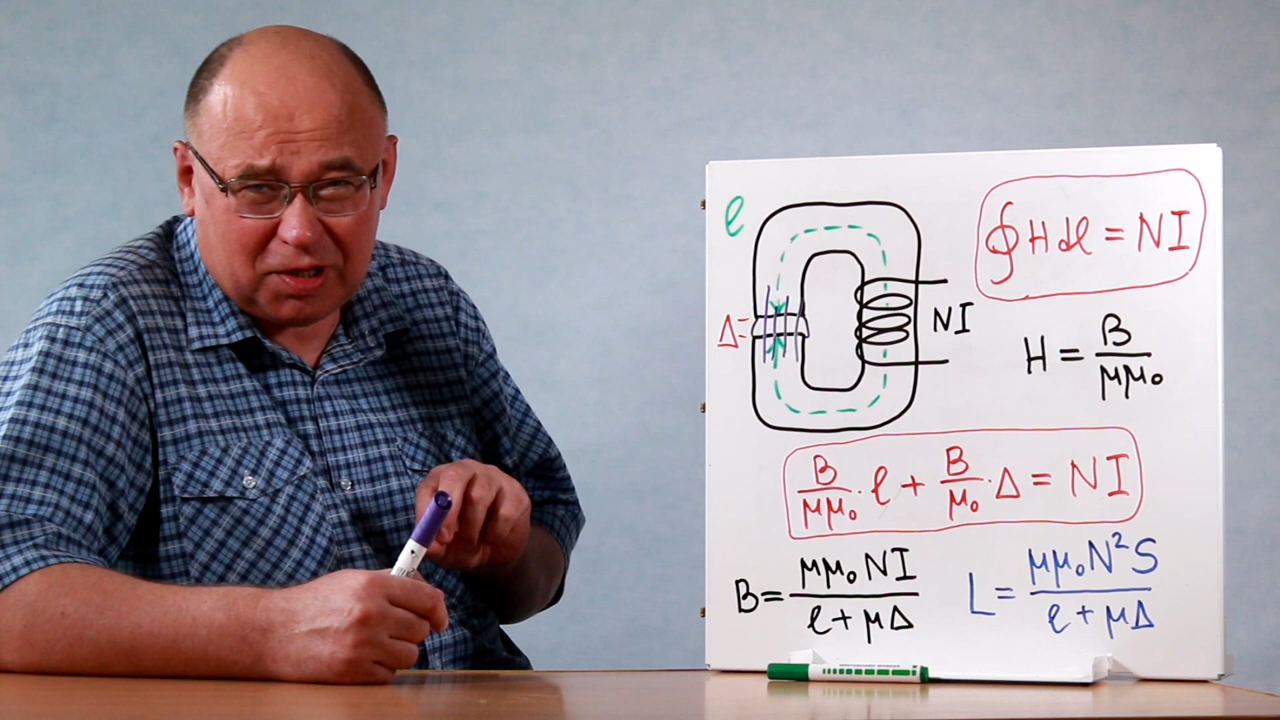 ℓ
∮Hdℓ = NI
Δ
NI
H = B/μμ₀
B/μμ₀ · ℓ + B/μ₀ · Δ = NI
B = μμ₀NI/ℓ+μΔ
L = μμ₀N²S/ℓ+μΔ